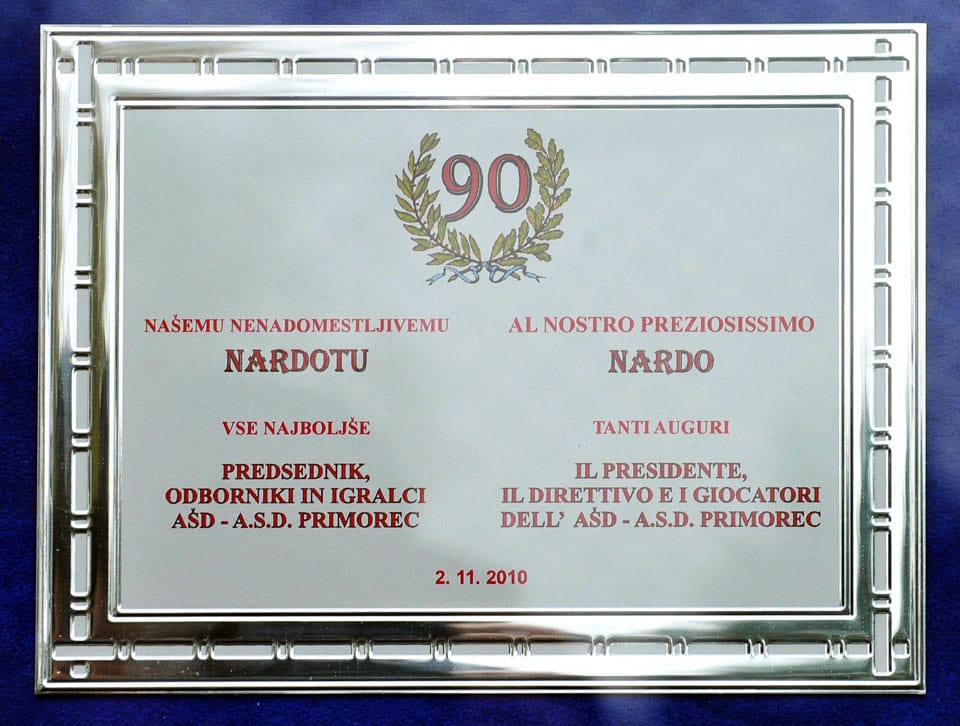 90
NAŠEMU NENADOMESTLJIVEMU
NARDOTU
VSE NAJBOLJŠE
PREDSEDNIK,
ODBORNIKI IN IGRALCI
AŠD - A.S.D. PRIMOREC
AL NOSTRO PREZIOSISSIMO
NARDO
TANTI AUGURI
IL PRESIDENTE,
IL DIRETTIVO E I GIOCATORI
DELL’ AŠD - A.S.D. PRIMOREC
2. 11. 2010